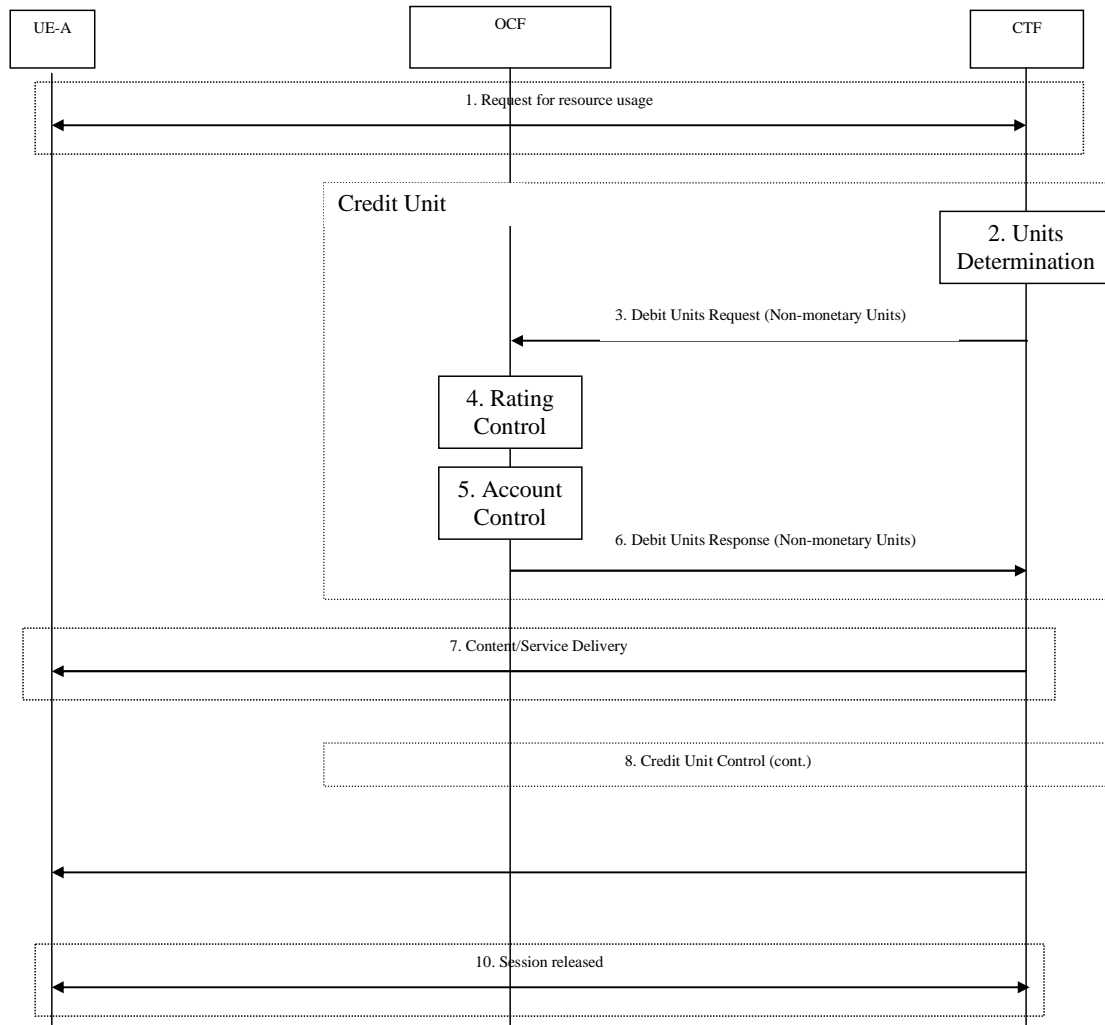 UE-A
OCF
CTF
1. Request for resource usage
Credit Unit
2. Units
Determination
3. Debit Units Request (Non-monetary Units)
4. Rating
Control
5. Account
Control
6. Debit Units Response (Non-monetary Units)
7. Content/Service Delivery
8. Credit Unit Control (cont.)
10. Session released